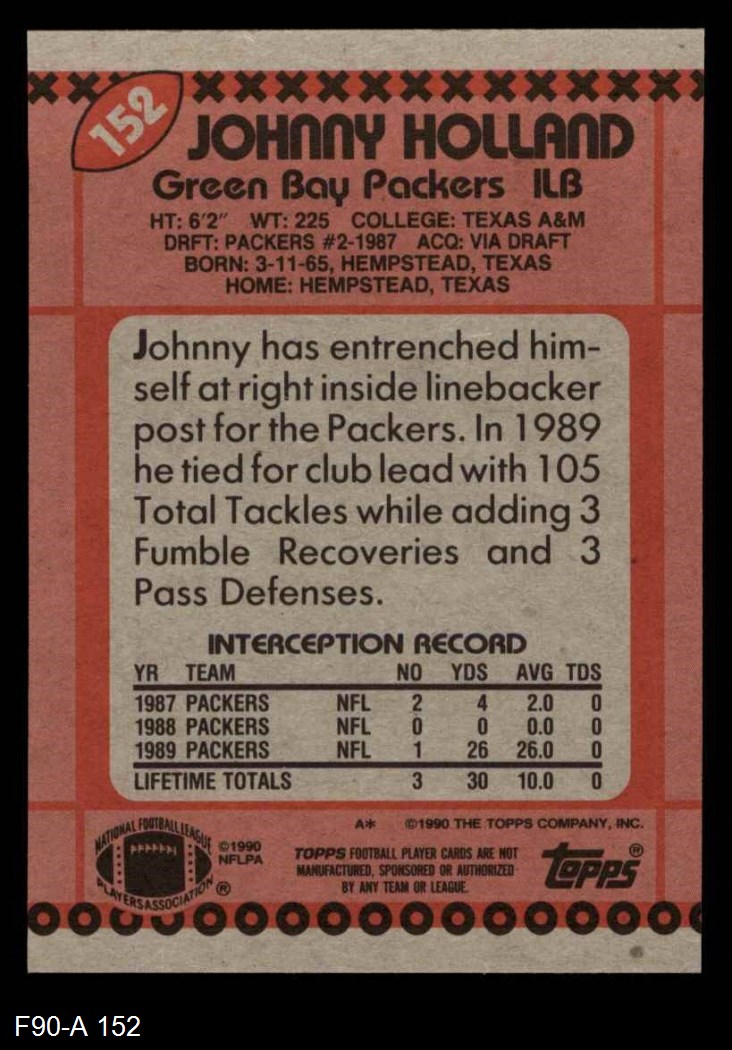 152
JOHNNY HOLLAND
Green Bay Packers ILB
HT: 6'2" WT: 225 COLLEGE: TEXAS A&M
DRFT: PACKERS #2-1987 ACQ: VIA DRAFT
BORN: 3-11-65, HEMPSTEAD, TEXAS
HOME: HEMPSTEAD, TEXAS
Johnny has entrenched him-
self at right inside linebacker
post for the Packers. In 1989
he tied for club lead with 105
Total Tackles while adding 3
Fumble Recoveries and 3
Pass Defenses.
INTERCEPTION RECORD
YR TEAM NO YDS AVG TDS
1987 PACKERS NFL 2 4 2.0 0
1988 PACKERS NFL 0 0 0.0 0
1989 PACKERS NFL 1 26 26.0 0
LIFETIME TOTALS 3 30 10.0 0
A* ©1990 THE TOPPS COMPANY, INC.
NATIONAL FOOTBALL LEAGUE
PLAYERS ASSOCIATION ®
©1990
NFLPA
TOPPS FOOTBALL PLAYER CARDS ARE NOT
MANUFACTURED, SPONSORED OR AUTHORIZED
BY ANY TEAM OR LEAGUE.
topps®
F90-A 152